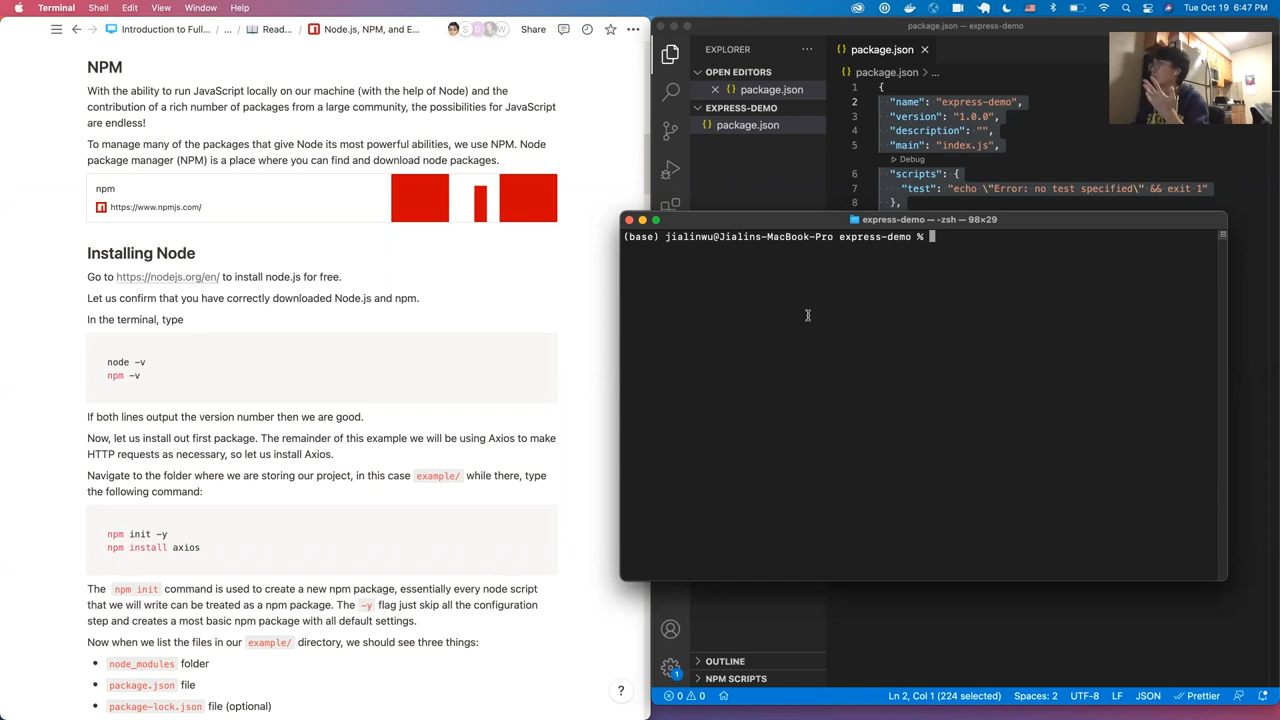 Terminal Shell Edit View Window Help
Tue Oct 19 6:47 PM
Introduction to Full... / ... / Read... / Node.js, NPM, and E...
S D W Share
NPM
With the ability to run JavaScript locally on our machine (with the help of Node) and the
contribution of a rich number of packages from a large community, the possibilities for JavaScript
are endless!
To manage many of the packages that give Node its most powerful abilities, we use NPM. Node
package manager (NPM) is a place where you can find and download node packages.
npm
https://www.npmjs.com/
Installing Node
Go to https://nodejs.org/en/ to install node.js for free.
Let us confirm that you have correctly downloaded Node.js and npm.
In the terminal, type
node -v
npm -v
If both lines output the version number then we are good.
Now, let us install out first package. The remainder of this example we will be using Axios to make
HTTP requests as necessary, so let us install Axios.
Navigate to the folder where we are storing our project, in this case example/ while there, type
the following command:
npm init -y
npm install axios
The npm init command is used to create a new npm package, essentially every node script
that we will write can be treated as a npm package. The -y flag just skip all the configuration
step and creates a most basic npm package with all default settings.
Now when we list the files in our example/ directory, we should see three things:
• node_modules folder
• package.json file
• package-lock.json file (optional)
?
package.json — express-demo
EXPLORER ...
OPEN EDITORS
package.json
EXPRESS-DEMO
package.json
package.json
package.json > ...
1 {
2 "name": "express-demo",
3 "version": "1.0.0",
4 "description": "",
5 "main": "index.js",
Debug
6 "scripts": {
7 "test": "echo \"Error: no test specified\" && exit 1"
8 },
express-demo — -zsh — 98×29
(base) jialinwu@Jialins-MacBook-Pro express-demo %
OUTLINE
NPM SCRIPTS
1
0 0 Ln 2, Col 1 (224 selected) Spaces: 2 UTF-8 LF JSON Prettier